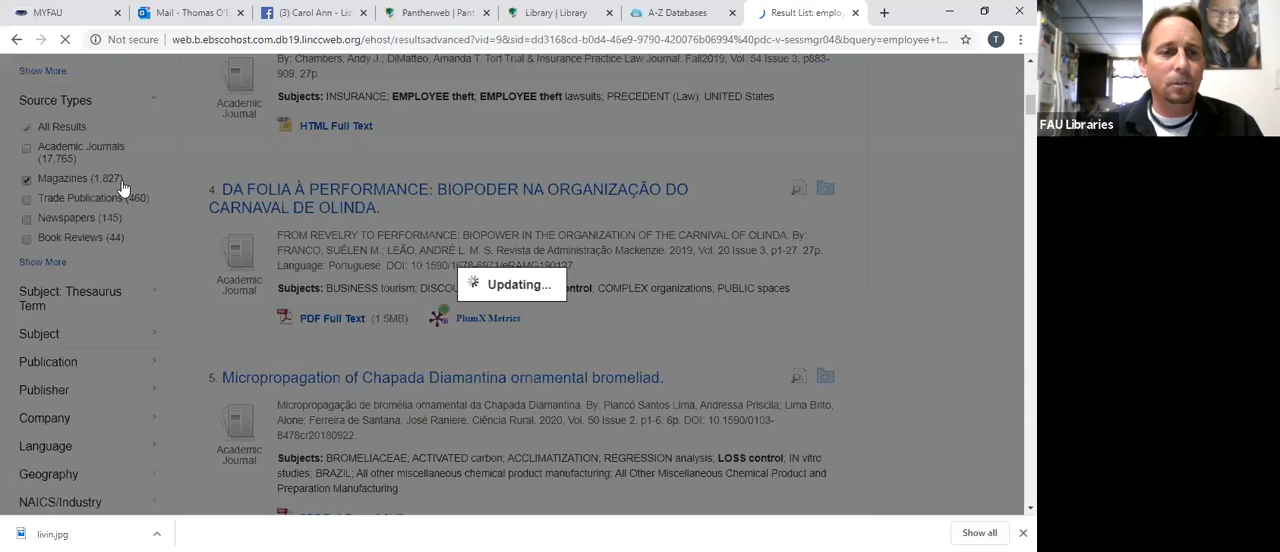 MYFAU
Mail - Thomas O'E
(3) Carol Ann - Lis
Pantherweb | Pant
Library | Library
A-Z Databases
Result List: emplo
Not secure | web.b.ebscohost.com.db19.linccweb.org/ehost/resultsadvanced?vid=9&sid=dd3168cd-b0d4-46e9-9790-420076b06994%40pdc-v-sessmgr04&bquery=employee+t...
T
Show More
Source Types
All Results
Academic Journals
(17,765)
Magazines (1,827)
Trade Publications (460)
Newspapers (145)
Book Reviews (44)
Show More
Subject: Thesaurus
Term
Subject
Publication
Publisher
Company
Language
Geography
NAICS/Industry
By: Chambers, Andy J.; DiMatteo, Amanda T. Tort Trial & Insurance Practice Law Journal. Fall2019, Vol. 54 Issue 3, p883-
909. 27p.
Academic
Journal
Subjects: INSURANCE; EMPLOYEE theft; EMPLOYEE theft lawsuits; PRECEDENT (Law); UNITED STATES
HTML Full Text
4. DA FOLIA À PERFORMANCE: BIOPODER NA ORGANIZAÇÃO DO
CARNAVAL DE OLINDA.
FROM REVELRY TO PERFORMANCE: BIOPOWER IN THE ORGANIZATION OF THE CARNIVAL OF OLINDA. By:
FRANCO, SUÉLEN M.; LEÃO, ANDRÉ L. M. S. Revista de Administração Mackenzie. 2019, Vol. 20 Issue 3, p1-27. 27p.
Language: Portuguese. DOI: 10.1590/1678-6971/eRAMG190127
Academic
Journal
Subjects: BUSINESS tourism; control; COMPLEX organizations; PUBLIC spaces
Updating...
PDF Full Text (1.5MB)
PlumX Metrics
5. Micropropagation of Chapada Diamantina ornamental bromeliad.
Micropropagação de bromélia ornamental da Chapada Diamantina. By: Piancó Santos Lima, Andressa Priscila; Lima Brito,
Alone; Ferreira de Santana, José Raniere. Ciência Rural. 2020, Vol. 50 Issue 2, p1-6. 6p. DOI: 10.1590/0103-
8478cr20180922.
Academic
Journal
Subjects: BROMELIACEAE; ACTIVATED carbon; ACCLIMATIZATION; REGRESSION analysis; LOSS control; IN vitro
studies; BRAZIL; All other miscellaneous chemical product manufacturing; All Other Miscellaneous Chemical Product and
Preparation Manufacturing
livin.jpg
Show all
FAU Libraries